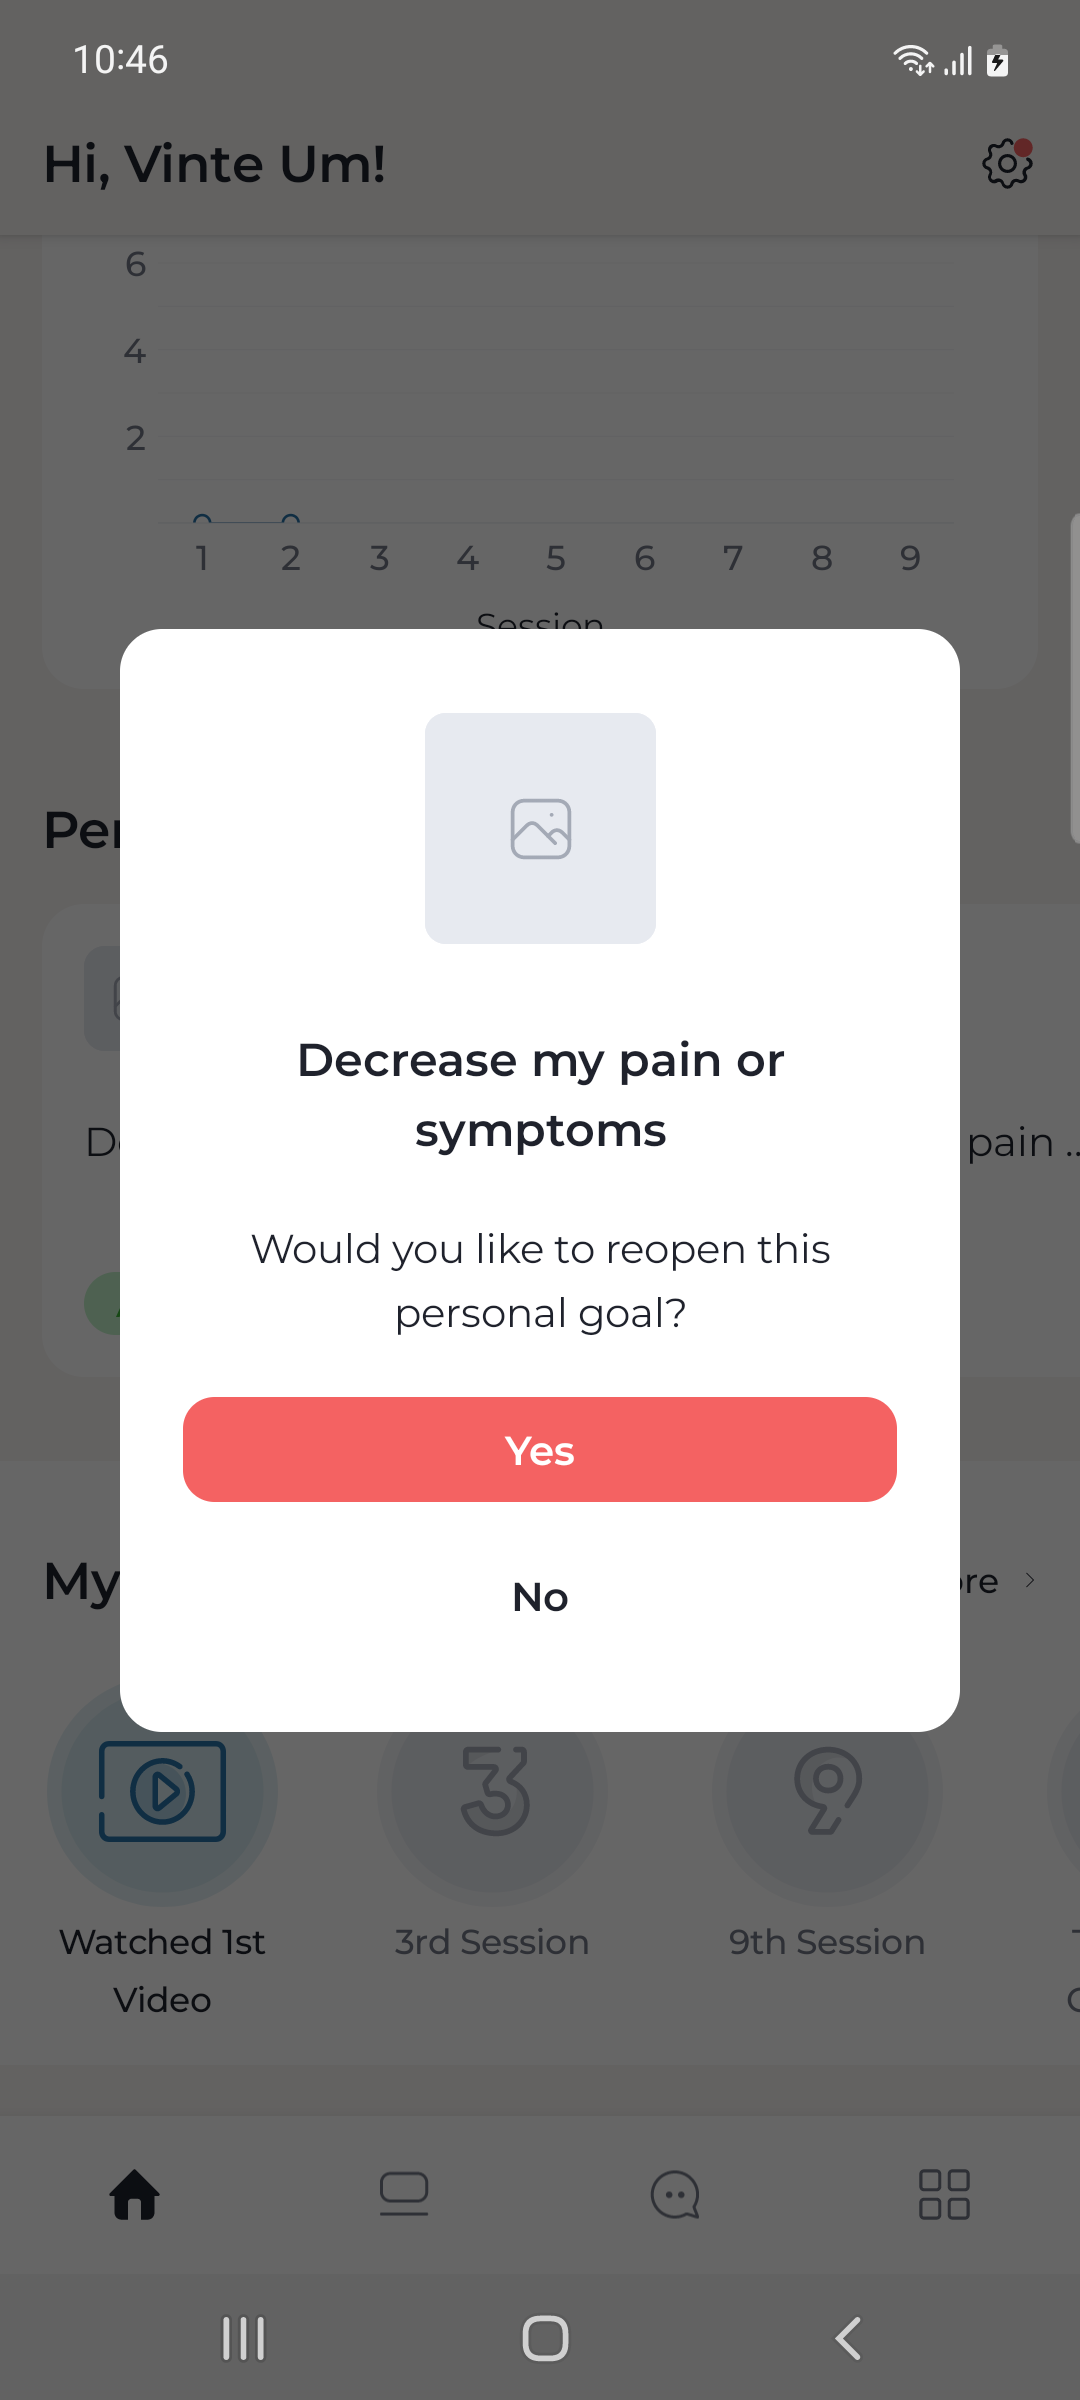 10:46
Hi, Vinte Um!
6
4
2
1 2 3 4 5 6 7 8 9
Session
Decrease my pain or
symptoms
pain ..
Would you like to reopen this
personal goal?
Yes
My
No
Watched 1st
Video
3rd Session
9th Session